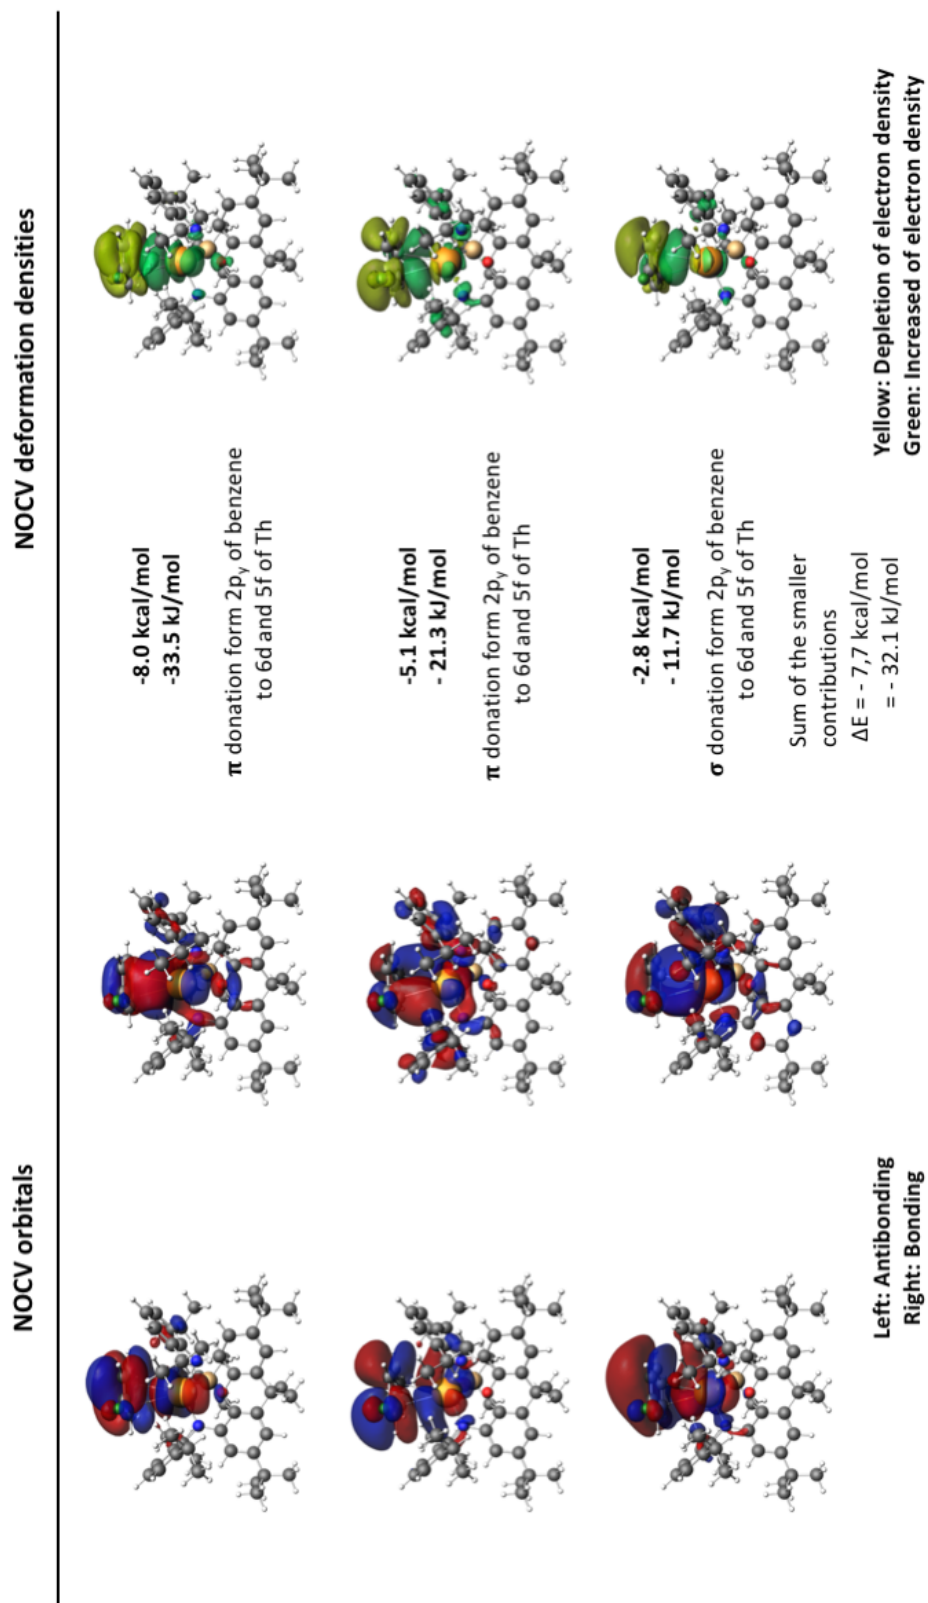 NOCV orbitals
NOCV deformation densities
-8.0 kcal/mol
-33.5 kJ/mol
π donation form 2pᵧ of benzene
to 6d and 5f of Th
-5.1 kcal/mol
- 21.3 kJ/mol
π donation form 2pᵧ of benzene
to 6d and 5f of Th
-2.8 kcal/mol
- 11.7 kJ/mol
σ donation form 2pᵧ of benzene
to 6d and 5f of Th
Sum of the smaller
contributions
ΔE = - 7,7 kcal/mol
= - 32.1 kJ/mol
Left: Antibonding
Right: Bonding
Yellow: Depletion of electron density
Green: Increased of electron density